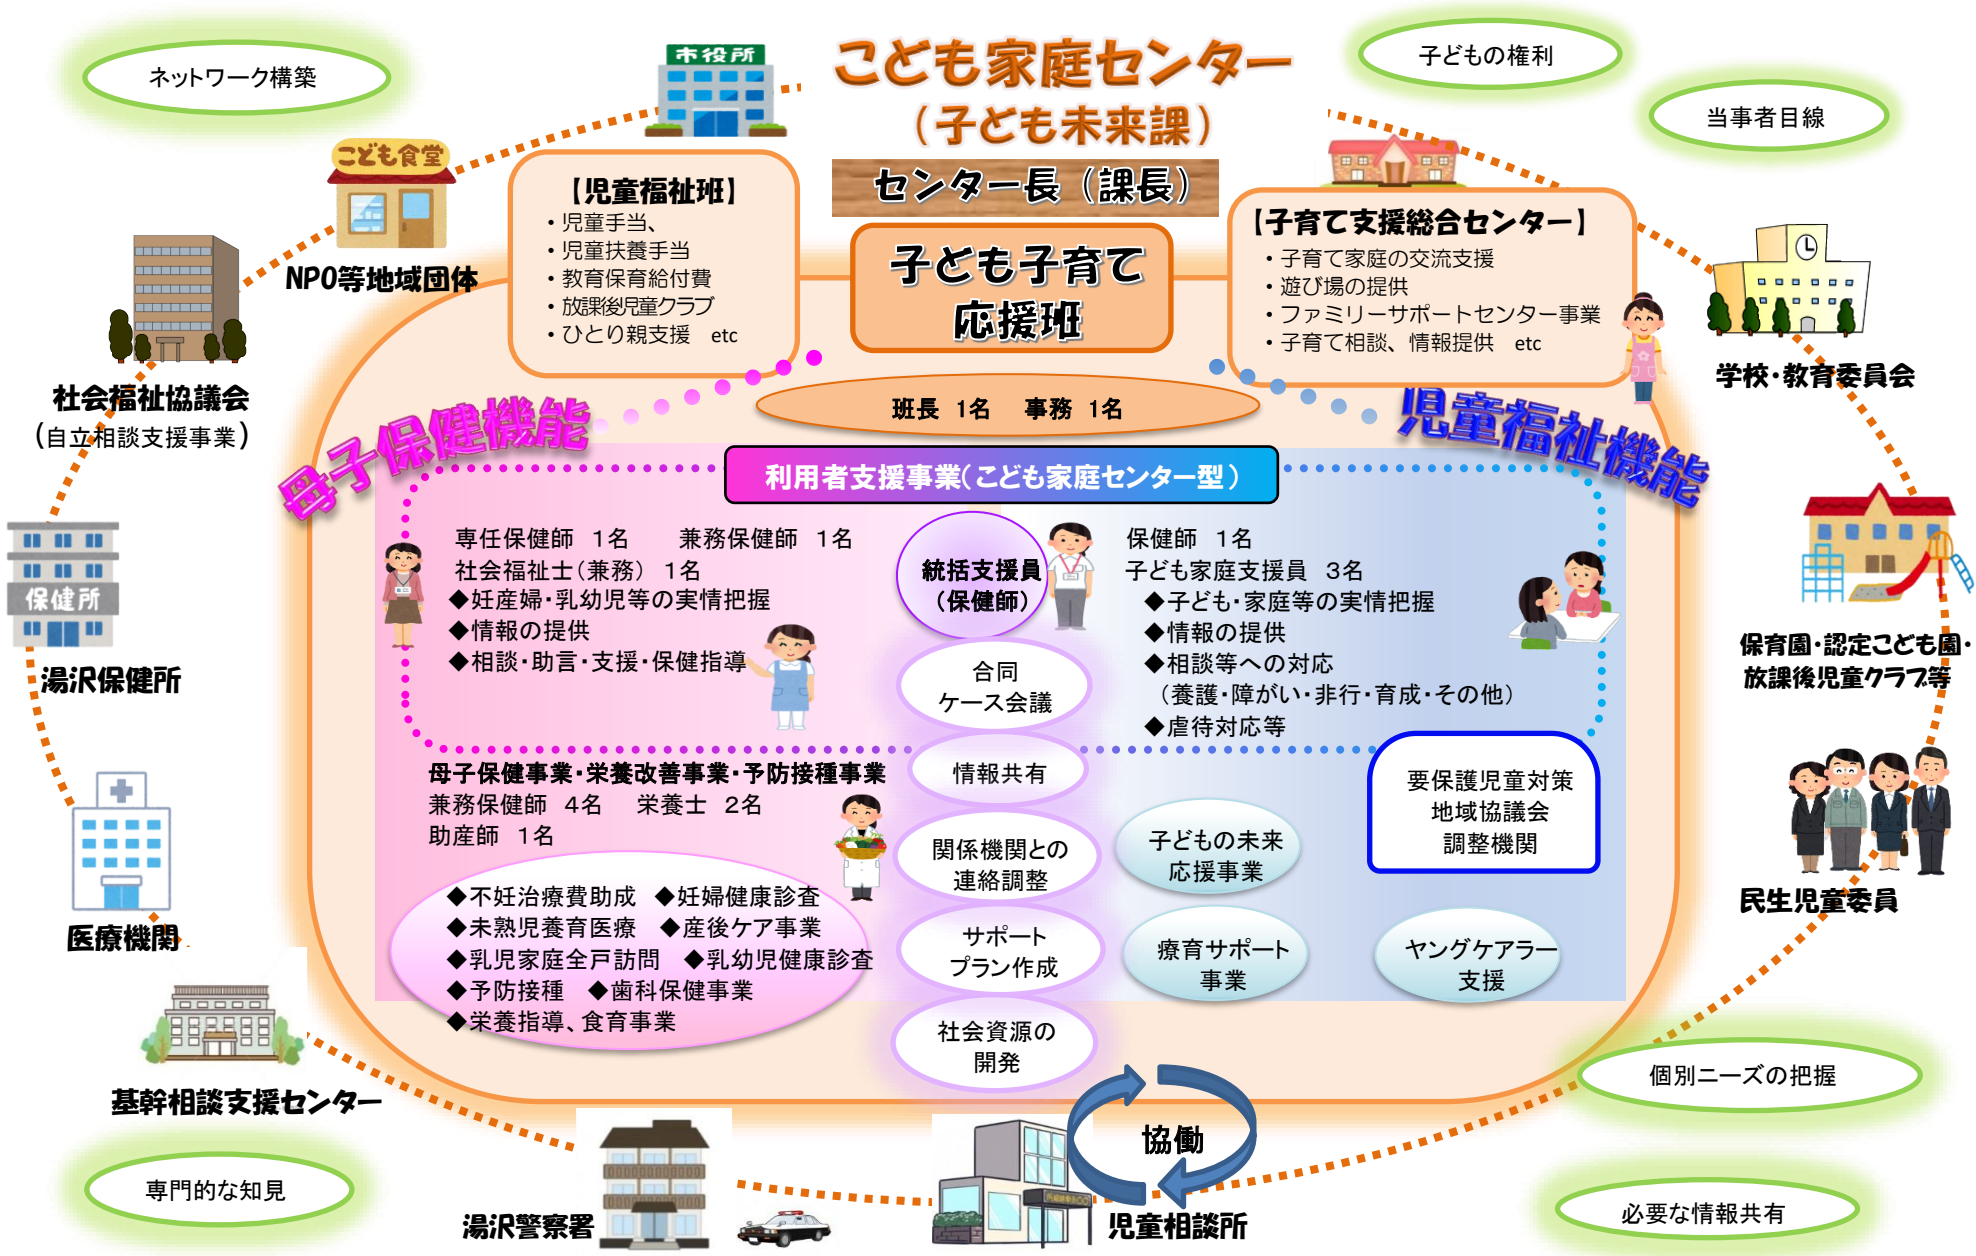 ネットワーク構築
市役所
こども家庭センター
（子ども未来課）
子どもの権利
当事者目線
センター長（課長）
こども食堂
NPO等地域団体
【児童福祉班】
・児童手当、
・児童扶養手当
・教育保育給付費
・放課後児童クラブ
・ひとり親支援　etc
子ども子育て
応援班
【子育て支援総合センター】
・子育て家庭の交流支援
・遊び場の提供
・ファミリーサポートセンター事業
・子育て相談、情報提供　etc
社会福祉協議会
（自立相談支援事業）
学校・教育委員会
班長 1名　事務 1名
母子保健機能
児童福祉機能
利用者支援事業（こども家庭センター型）
専任保健師 1名　兼務保健師 1名
社会福祉士（兼務） 1名
◆妊産婦・乳幼児等の実情把握
◆情報の提供
◆相談・助言・支援・保健指導
統括支援員
（保健師）
保健師 1名
子ども家庭支援員 3名
◆子ども・家庭等の実情把握
◆情報の提供
◆相談等への対応
（養護・障がい・非行・育成・その他）
◆虐待対応等
保健所
湯沢保健所
保育園・認定こども園・
放課後児童クラブ等
合同
ケース会議
情報共有
関係機関との
連絡調整
サポート
プラン作成
社会資源の
開発
母子保健事業・栄養改善事業・予防接種事業
兼務保健師 4名　栄養士 2名
助産師 1名
◆不妊治療費助成　◆妊婦健康診査
◆未熟児養育医療　◆産後ケア事業
◆乳児家庭全戸訪問　◆乳幼児健康診査
◆予防接種　◆歯科保健事業
◆栄養指導、食育事業
要保護児童対策
地域協議会
調整機関
子どもの未来
応援事業
療育サポート
事業
ヤングケアラー
支援
医療機関
民生児童委員
基幹相談支援センター
専門的な知見
湯沢警察署
協働
児童相談所
個別ニーズの把握
必要な情報共有